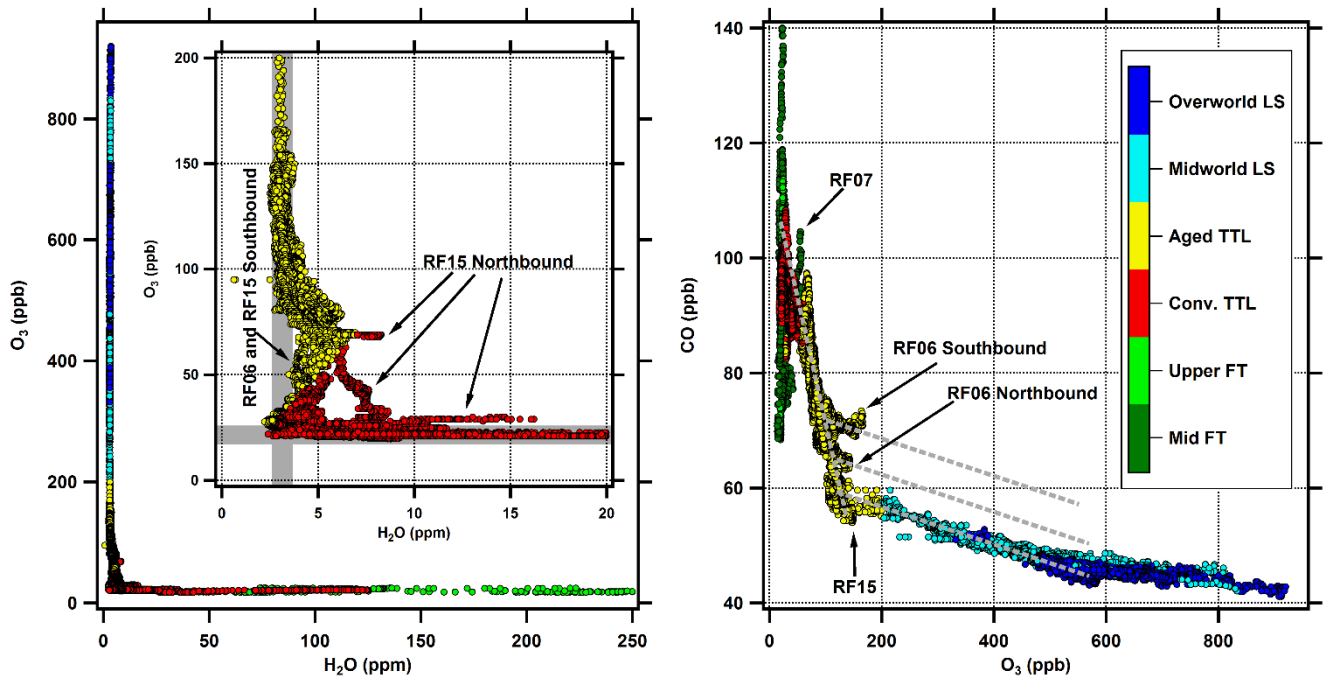 O3 (ppb)
800
600
400
200
0
0
50
100
150
200
250
H2O (ppm)
O3 (ppb)
200
150
100
50
0
0
5
10
15
20
H2O (ppm)
RF06 and RF15 Southbound
RF15 Northbound
CO (ppb)
140
120
100
80
60
40
0
200
400
600
800
O3 (ppb)
RF07
RF06 Southbound
RF06 Northbound
RF15
Overworld LS
Midworld LS
Aged TTL
Conv. TTL
Upper FT
Mid FT